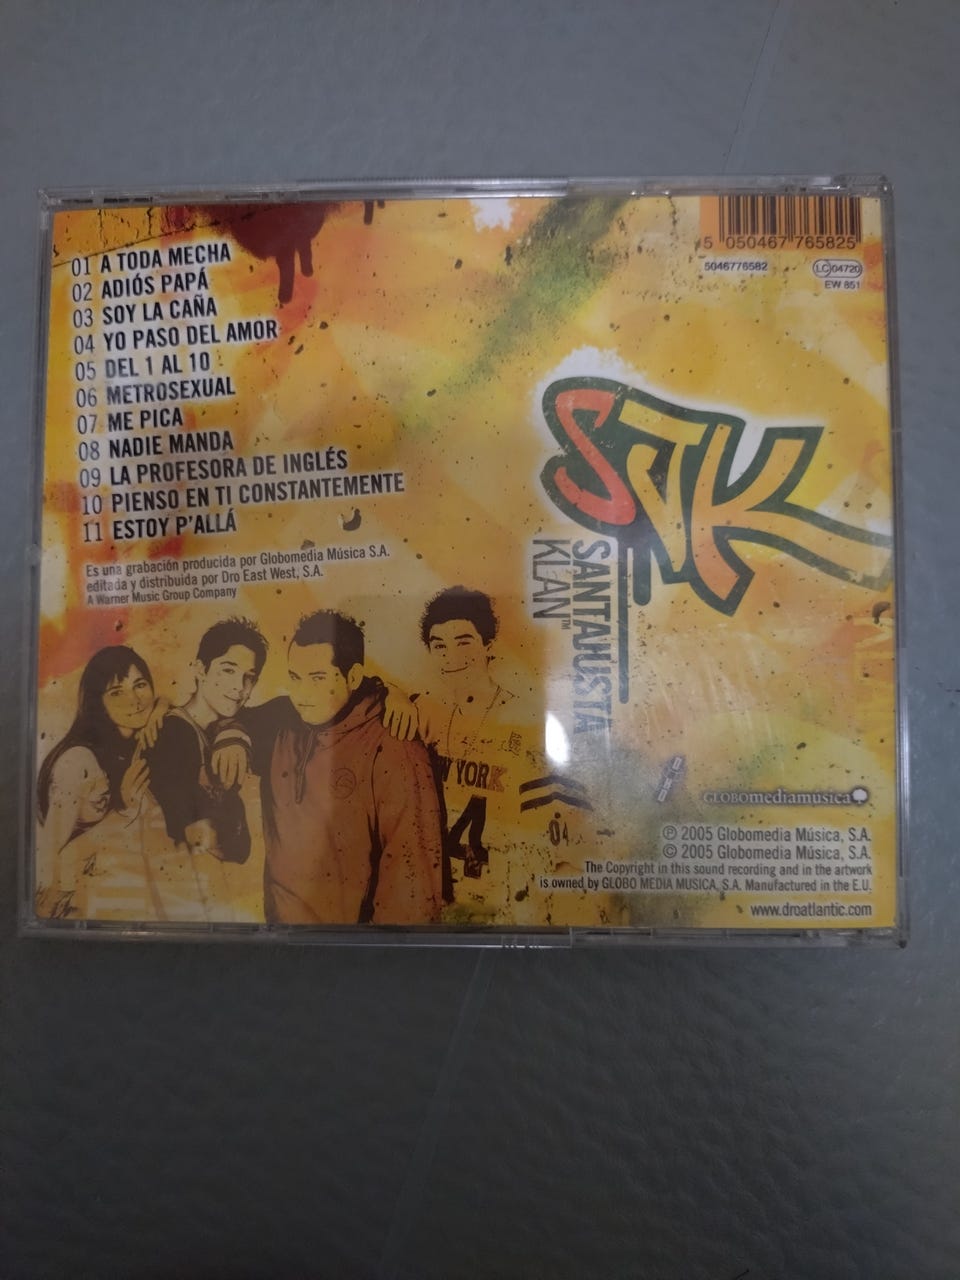 01 A TODA MECHA
02 ADIÓS PAPÁ
03 SOY LA CAÑA
04 YO PASO DEL AMOR
05 DEL 1 AL 10
06 METROSEXUAL
07 ME PICA
08 NADIE MANDA
09 LA PROFESORA DE INGLÉS
10 PIENSO EN TI CONSTANTEMENTE
11 ESTOY P'ALLÁ
Es una grabación producida por Globomedia Música S.A.
editada y distribuida por Dro East West, S.A.
A Warner Music Group Company
5 050467 765825
5046776582
LC 04720
EW 851
SJK
SANTA JUSTA
KLAN™
W YORK
4
04
GLOBOmediamusica
℗ 2005 Globomedia Música, S.A.
© 2005 Globomedia Música, S.A.
The Copyright in this sound recording and in the artwork
is owned by GLOBO MEDIA MUSICA, S.A. Manufactured in the E.U.
www.droatlantic.com